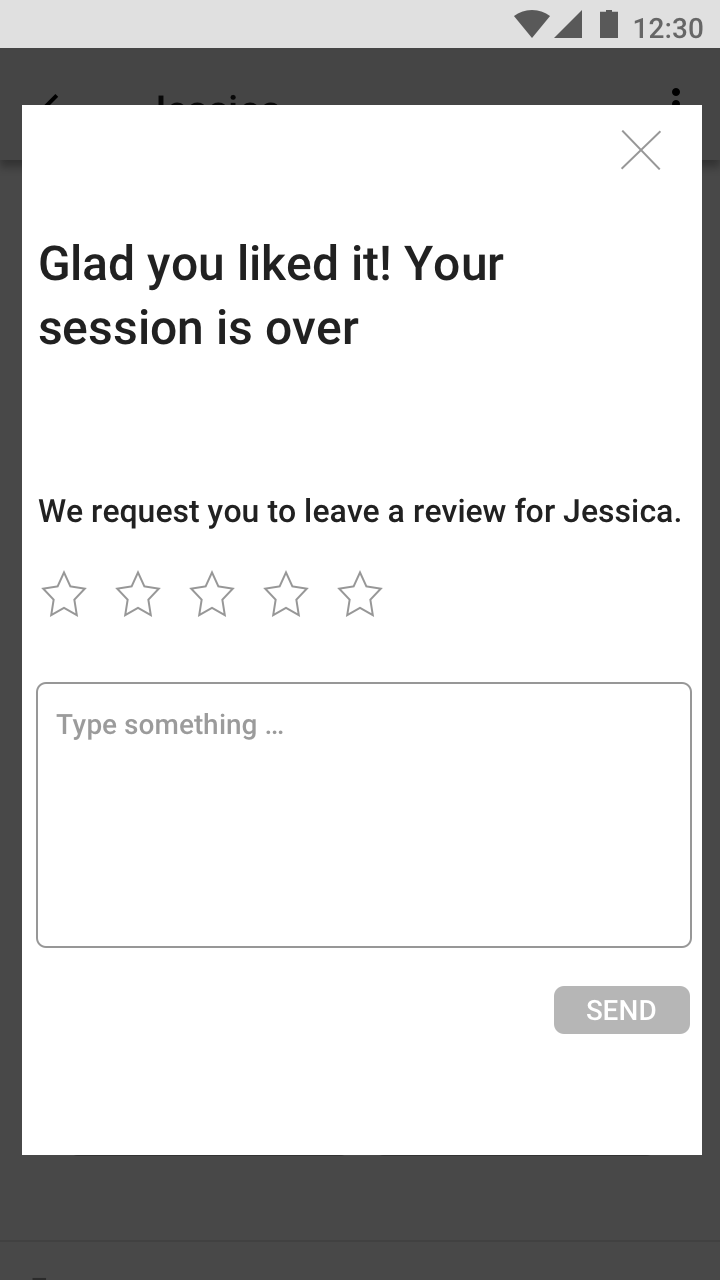 12:30
Glad you liked it! Your
session is over
We request you to leave a review for Jessica.
Type something ...
SEND